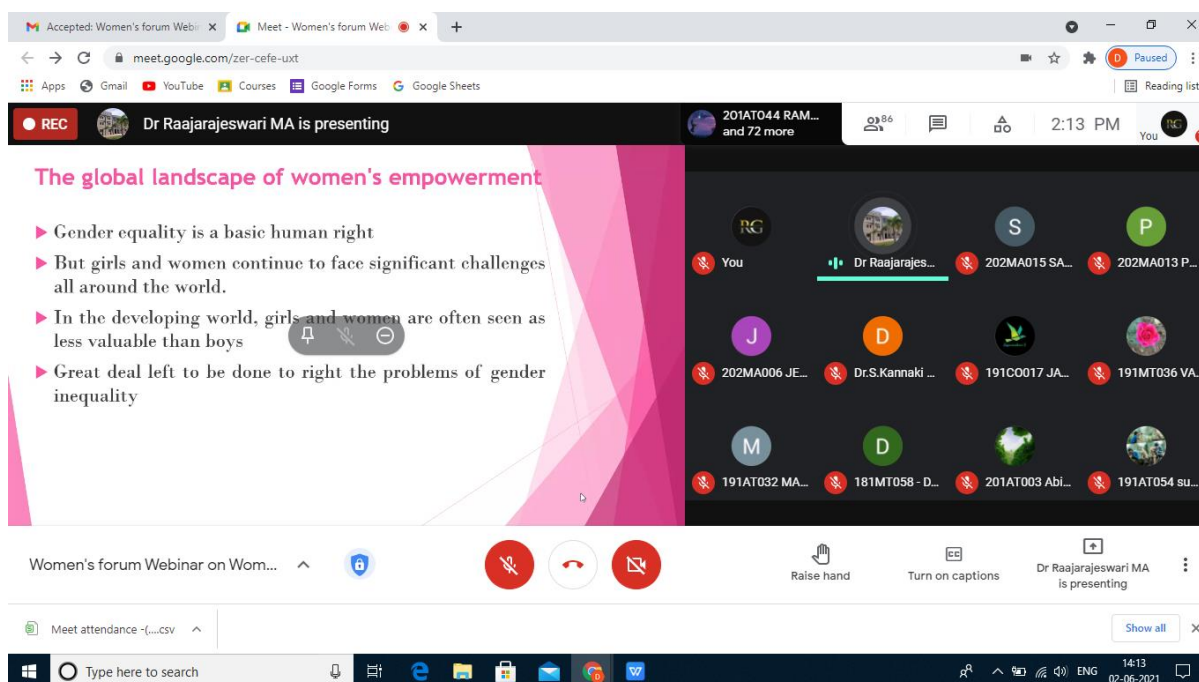 Accepted: Women's forum Webin
Meet - Women's forum Web
meet.google.com/zer-cefe-uxt
D
Paused
Apps
Gmail
YouTube
Courses
Google Forms
Google Sheets
Reading list
REC
Dr Raajarajeswari MA is presenting
201AT044 RAM...
and 72 more
86
2:13 PM
You
RG
The global landscape of women's empowerment
Gender equality is a basic human right
But girls and women continue to face significant challenges
all around the world.
In the developing world, girls and women are often seen as
less valuable than boys
Great deal left to be done to right the problems of gender
inequality
RG
S
P
You
Dr Raajarajes...
202MA015 SA...
202MA013 P...
J
D
202MA006 JE...
Dr.S.Kannaki ...
191CO017 JA...
191MT036 VA.
M
D
191AT032 MA...
181MT058 - D...
201AT003 Abi...
191AT054 su...
Women's forum Webinar on Wom...
Raise hand
CC
Turn on captions
Dr Raajarajeswari MA
is presenting
Meet attendance -(....csv
Show all
Type here to search
ENG
14:13
02-06-2021